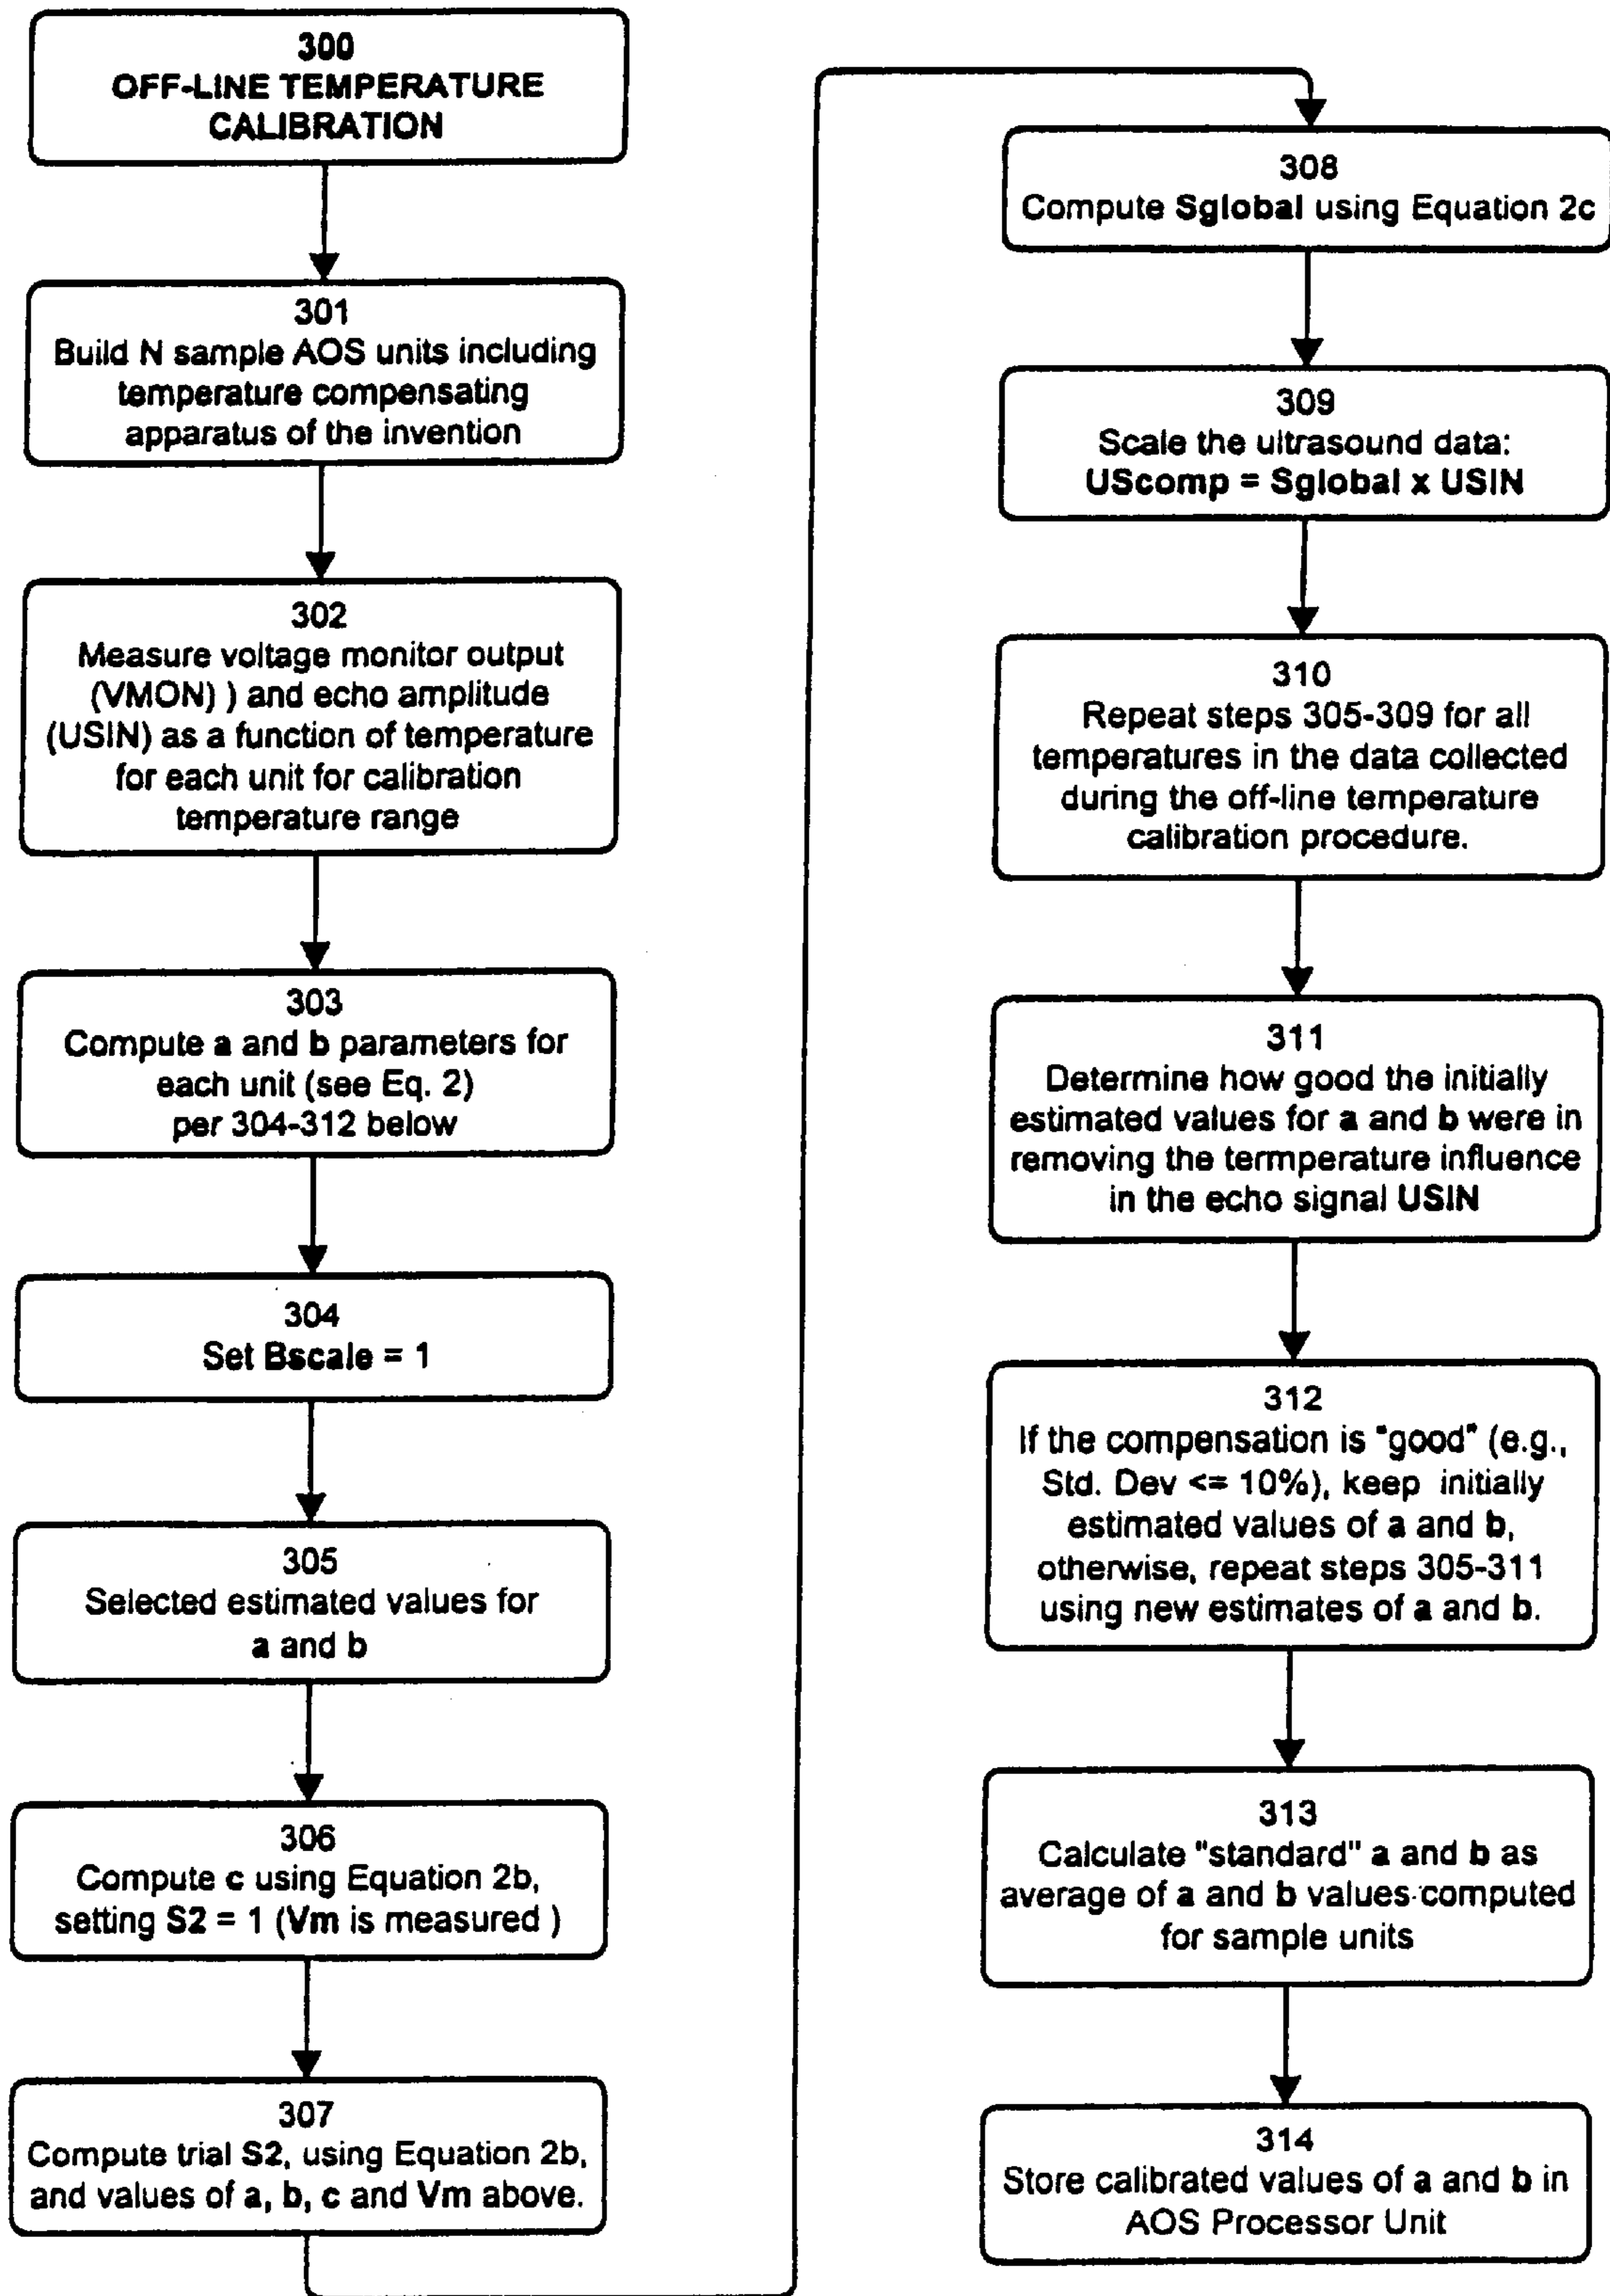 300
OFF-LINE TEMPERATURE
CALIBRATION
301
Build N sample AOS units including
temperature compensating
apparatus of the invention
302
Measure voltage monitor output
(VMON) ) and echo amplitude
(USIN) as a function of temperature
for each unit for calibration
temperature range
303
Compute a and b parameters for
each unit (see Eq. 2)
per 304-312 below
304
Set Bscale = 1
305
Selected estimated values for
a and b
306
Compute c using Equation 2b,
setting S2 = 1 (Vm is measured )
307
Compute trial S2, using Equation 2b,
and values of a, b, c and Vm above.
308
Compute Sglobal using Equation 2c
309
Scale the ultrasound data:
UScomp = Sglobal x USIN
310
Repeat steps 305-309 for all
temperatures in the data collected
during the off-line temperature
calibration procedure.
311
Determine how good the initially
estimated values for a and b were in
removing the termperature influence
in the echo signal USIN
312
If the compensation is "good" (e.g.,
Std. Dev <= 10%), keep initially
estimated values of a and b,
otherwise, repeat steps 305-311
using new estimates of a and b.
313
Calculate "standard" a and b as
average of a and b values computed
for sample units
314
Store calibrated values of a and b in
AOS Processor Unit